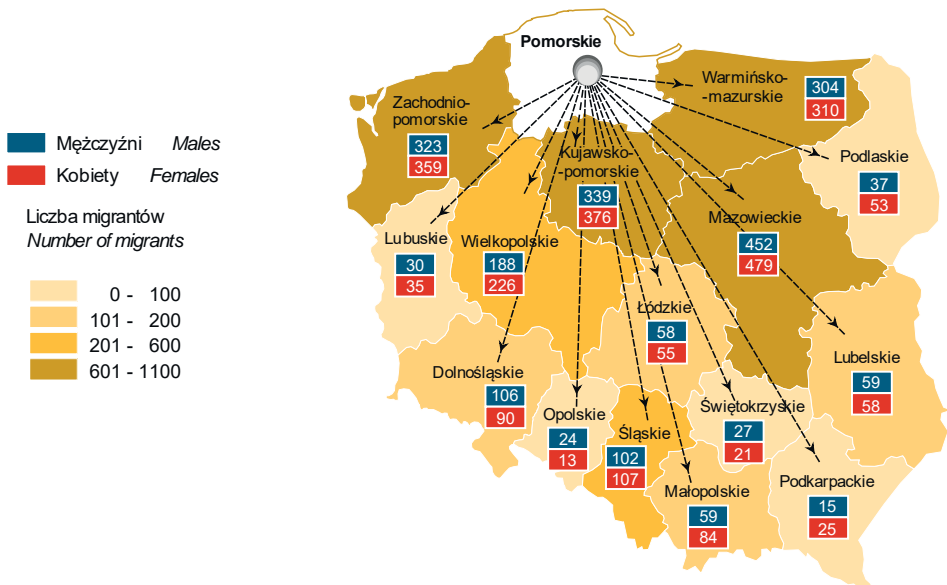 Pomorskie
Warmińsko-
-mazurskie
304
310
Zachodnio-
pomorskie
323
359
Mężczyźni Males
Kobiety Females
Liczba migrantów
Number of migrants
0 - 100
101 - 200
201 - 600
601 - 1100
Kujawsko-
-pomorskie
339
376
Podlaskie
37
53
Mazowieckie
452
479
Lubuskie
30
35
Wielkopolskie
188
226
Łódzkie
58
55
Lubelskie
59
58
Dolnośląskie
106
90
Opolskie
24
13
Śląskie
102
107
Świętokrzyskie
27
21
Małopolskie
59
84
Podkarpackie
15
25